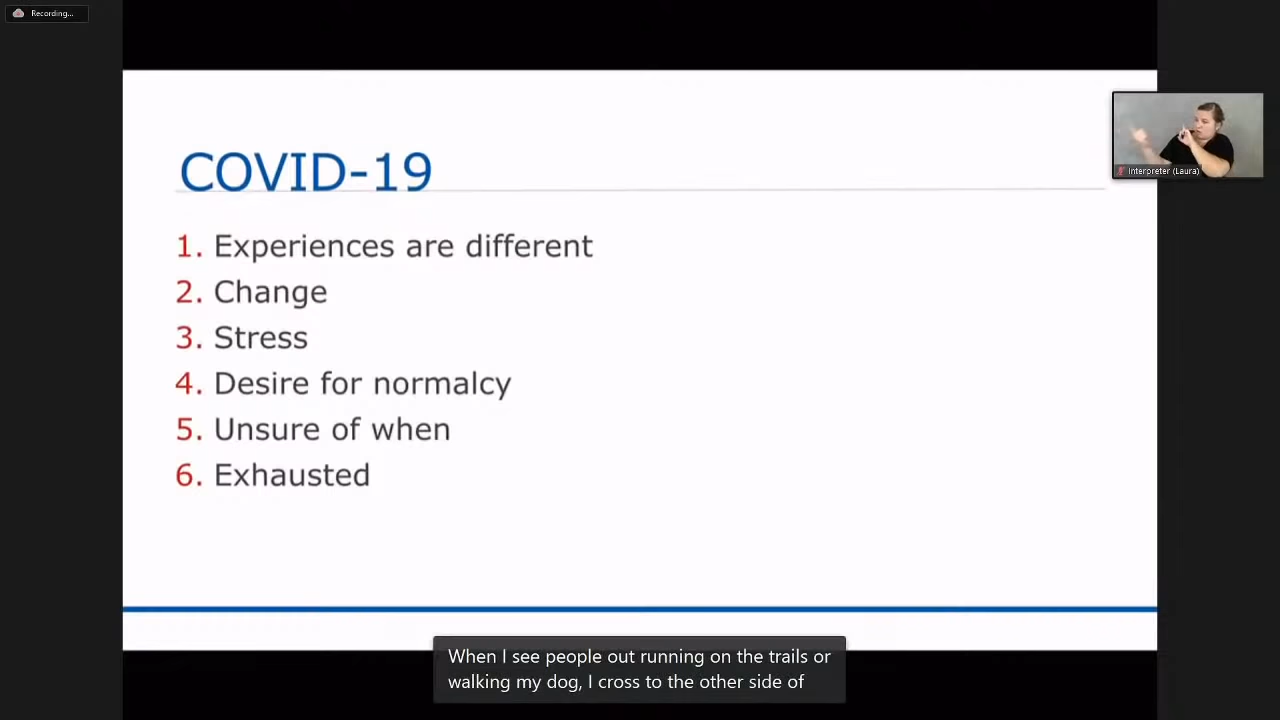 Recording...
COVID-19
1. Experiences are different
2. Change
3. Stress
4. Desire for normalcy
5. Unsure of when
6. Exhausted
Interpreter (Laura)
When I see people out running on the trails or
walking my dog, I cross to the other side of